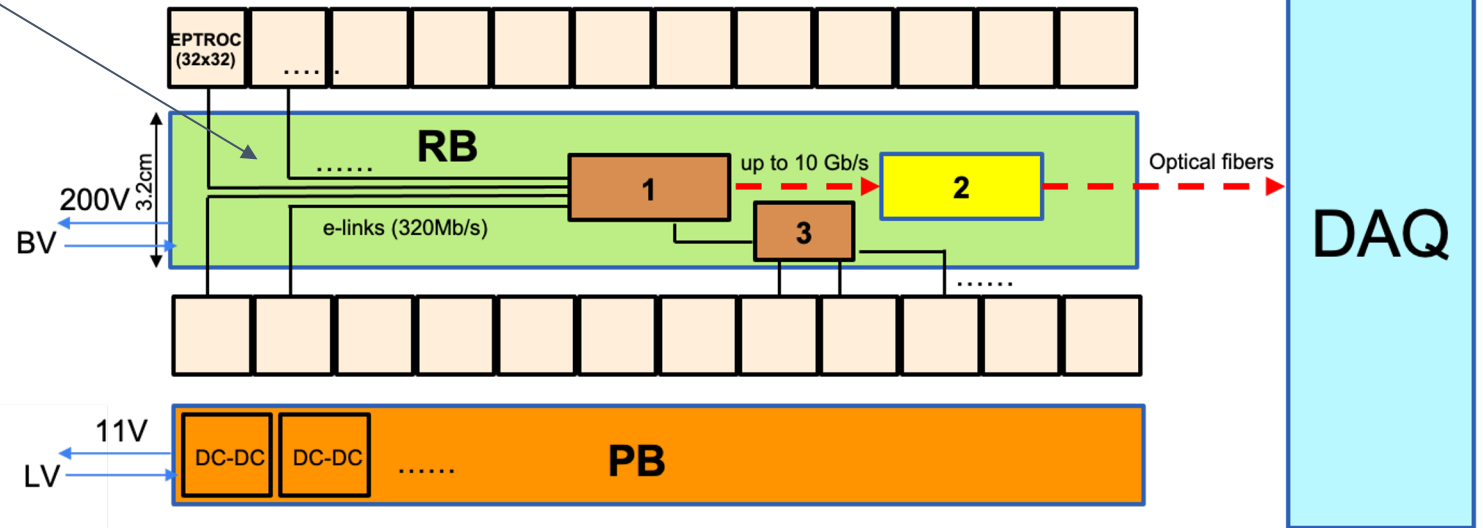 EPTROC
(32x32)
......
RB
......
up to 10 Gb/s
Optical fibers
1
2
3.2cm
200V
BV
e-links (320Mb/s)
3
DAQ
......
11V
LV
DC-DC
DC-DC
......
PB